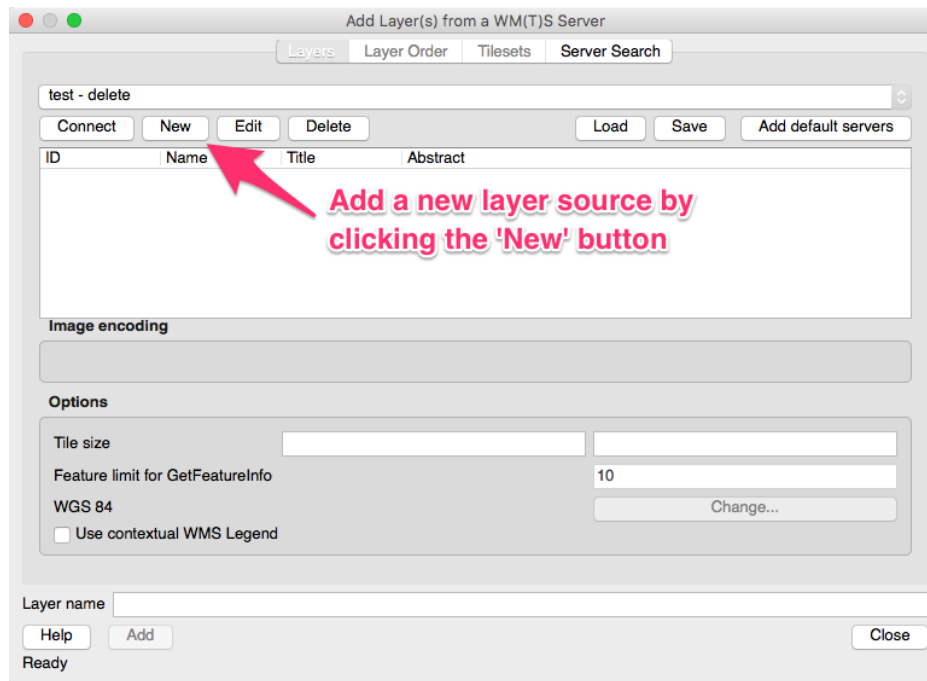 Add Layer(s) from a WM(T)S Server
Layers Layer Order Tilesets Server Search
test - delete
Connect New Edit Delete Load Save Add default servers
ID Name Title Abstract
Add a new layer source by
clicking the 'New' button
Image encoding
Options
Tile size
Feature limit for GetFeatureInfo 10
WGS 84 Change...
Use contextual WMS Legend
Layer name
Help Add Close
Ready